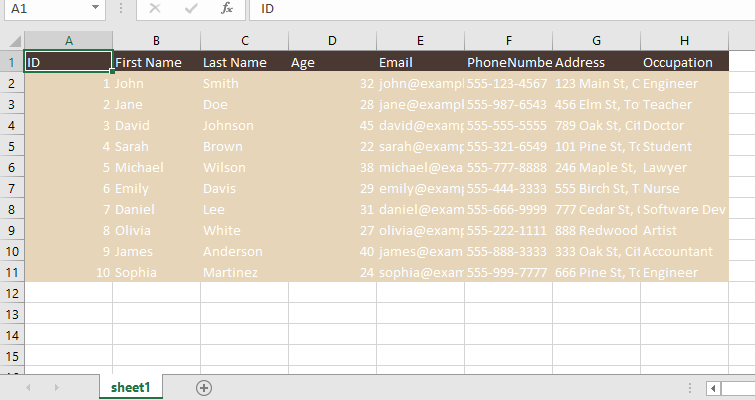 A1 fx ID
A B C D E F G H
1 ID First Name Last Name Age Email PhoneNumbe Address Occupation
2 1 John Smith 32 john@exampl 555-123-4567 123 Main St, C Engineer
3 2 Jane Doe 28 jane@exampl 555-987-6543 456 Elm St, To Teacher
4 3 David Johnson 45 david@examp 555-555-5555 789 Oak St, Cit Doctor
5 4 Sarah Brown 22 sarah@examp 555-321-6549 101 Pine St, To Student
6 5 Michael Wilson 38 michael@exa 555-777-8888 246 Maple St, Lawyer
7 6 Emily Davis 29 emily@examp 555-444-3333 555 Birch St, T Nurse
8 7 Daniel Lee 31 daniel@exam 555-666-9999 777 Cedar St, Software Dev
9 8 Olivia White 27 olivia@examp 555-222-1111 888 Redwood Artist
10 9 James Anderson 40 james@exam 555-888-3333 333 Oak St, Cit Accountant
11 10 Sophia Martinez 24 sophia@exam 555-999-7777 666 Pine St, To Engineer
12
13
14
15
sheet1